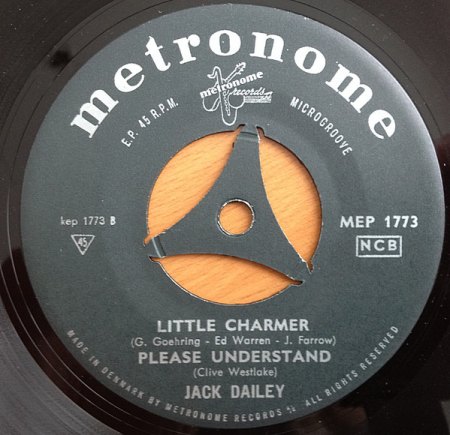 metronome
metronome
records
E.P. 45 R.P.M.
MICROGROOVE
kep 1773 B
MEP 1773
45
NCB
LITTLE CHARMER
(G. Goehring - Ed Warren - J. Farrow)
PLEASE UNDERSTAND
(Clive Westlake)
JACK DAILEY
MADE IN DENMARK BY METRONOME RECORDS A/S ALL RIGHTS RESERVED